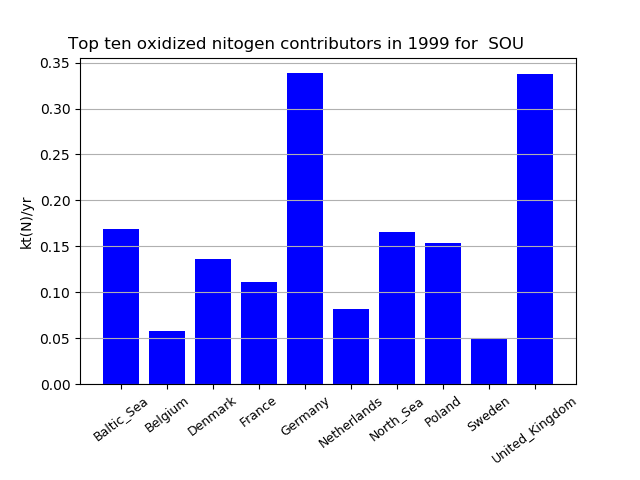 Top ten oxidized nitogen contributors in 1999 for  SOU
kt(N)/yr
0.35
0.30
0.25
0.20
0.15
0.10
0.05
0.00
Baltic_Sea
Belgium
Denmark
France
Germany
Netherlands
North_Sea
Poland
Sweden
United_Kingdom